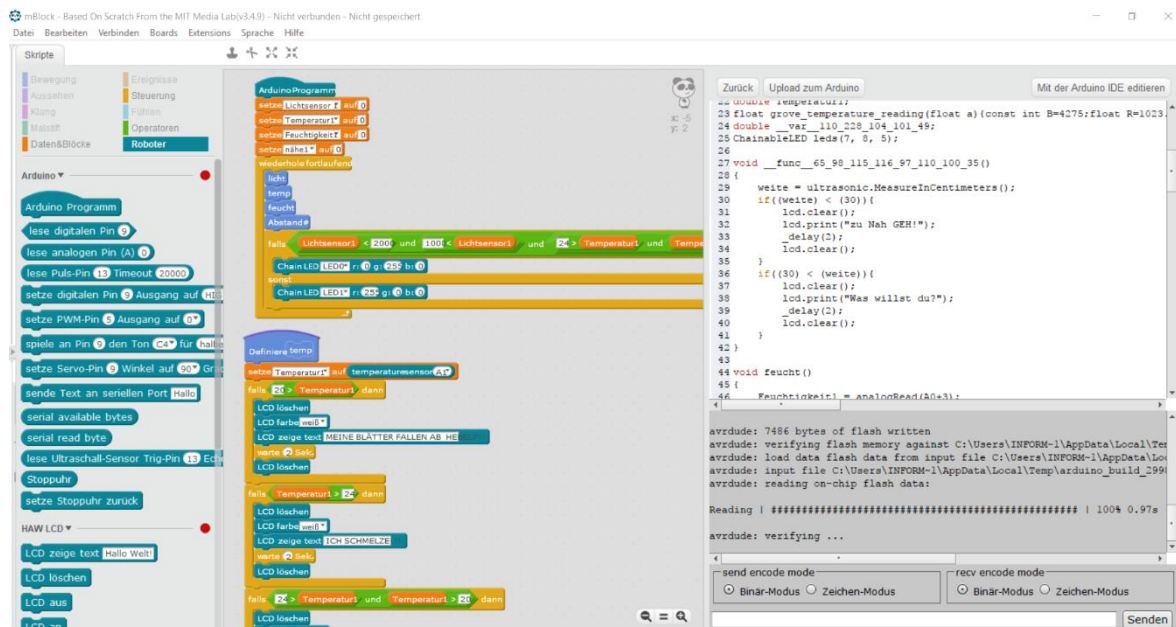 mBlock - Based On Scratch From the MIT Media Lab(v3.4.9) - Nicht verbunden - Nicht gespeichert
Datei Bearbeiten Verbinden Boards Extensions Sprache Hilfe
Skripte
Bewegung Ereignisse
Aussehen Steuerung
Klang Fühlen
Malstift Operatoren
Daten&Blöcke Roboter
Arduino
Arduino Programm
lese digitalen Pin 9
lese analogen Pin (A) 0
lese Puls-Pin 13 Timeout 20000
setze digitalen Pin 9 Ausgang auf
setze PWM-Pin 5 Ausgang auf 0
spiele an Pin 9 den Ton C4 für
setze Servo-Pin 9 Winkel auf 90
sende Text an seriellen Port Hallo
serial available bytes
serial read byte
lese Ultraschall-Sensor Trig-Pin 13
Stoppuhr
setze Stoppuhr zurück
HAW LCD
LCD zeige text Hallo Welt!
LCD löschen
LCD aus
LCD an
Arduino Programm
setze Lichtsensor auf 0
setze Temperatur1 auf 0
setze Feuchtigkeit auf 0
setze nähe1 auf 0
wiederhole fortlaufend
licht
temp
feucht
Abstand#
falls Lichtsensor1 < 2000 und 1000 < Lichtsensor1 und 24 > Temperatur1 und
Chain LED LED0 r: 0 g: 255 b: 0
sonst
Chain LED LED1 r: 255 g: 0 b: 0
x: -5
y: 2
Definiere temp
setze Temperatur1 auf temperaturesensor A1
falls 20 > Temperatur1 dann
LCD löschen
LCD farbe weiß
LCD zeige text MEINE BLÄTTER FALLEN AB
warte 2 Sek.
LCD löschen
falls Temperatur1 > 24 dann
LCD löschen
LCD farbe weiß
LCD zeige text ICH SCHMELZE
warte 2 Sek.
LCD löschen
falls 24 > Temperatur1 und Temperatur1 > 20 dann
LCD löschen
Zurück Upload zum Arduino Mit der Arduino IDE editieren
22 double Temperatur1;
23 float grove_temperature_reading(float a){const int B=4275;float R=1023.
24 double __var__110_228_104_101_49;
25 ChainableLED leds(7, 8, 5);
26
27 void __func__65_98_115_116_97_110_100_35()
28 {
29 weite = ultrasonic.MeasureInCentimeters();
30 if((weite) < (30)){
31 lcd.clear();
32 lcd.print("zu Nah GEH!");
33 _delay(2);
34 lcd.clear();
35 }
36 if((30) < (weite)){
37 lcd.clear();
38 lcd.print("Was willst du?");
39 _delay(2);
40 lcd.clear();
41 }
42 }
43
44 void feucht()
45 {
46 Feuchtigkeit1 = analogRead(A0+3);
avrdude: 7486 bytes of flash written
avrdude: verifying flash memory against C:\Users\INFORM~1\AppData\Local\Te
avrdude: load data flash data from input file C:\Users\INFORM~1\AppData\Lo
avrdude: input file C:\Users\INFORM~1\AppData\Local\Temp\arduino_build_299
avrdude: reading on-chip flash data:
Reading | ################################################## | 100% 0.97s
avrdude: verifying ...
send encode mode recv encode mode
Binär-Modus Zeichen-Modus Binär-Modus Zeichen-Modus
Senden